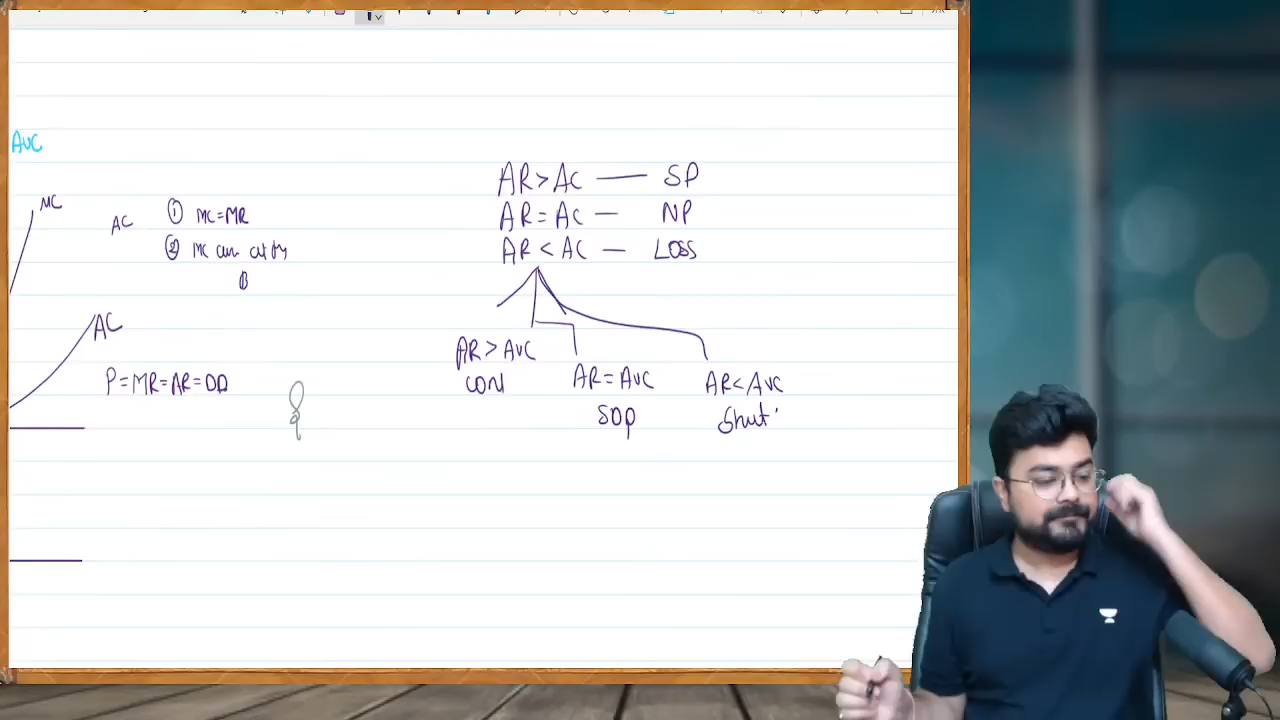 AVC
MC
AC
① MC=MR
② MC cuts
AC
P=MR=AR=DD
AR>AC — SP
AR=AC — NP
AR<AC — LOSS
AR>AVC
AR=AVC
SDP
AR<AVC
Shut'